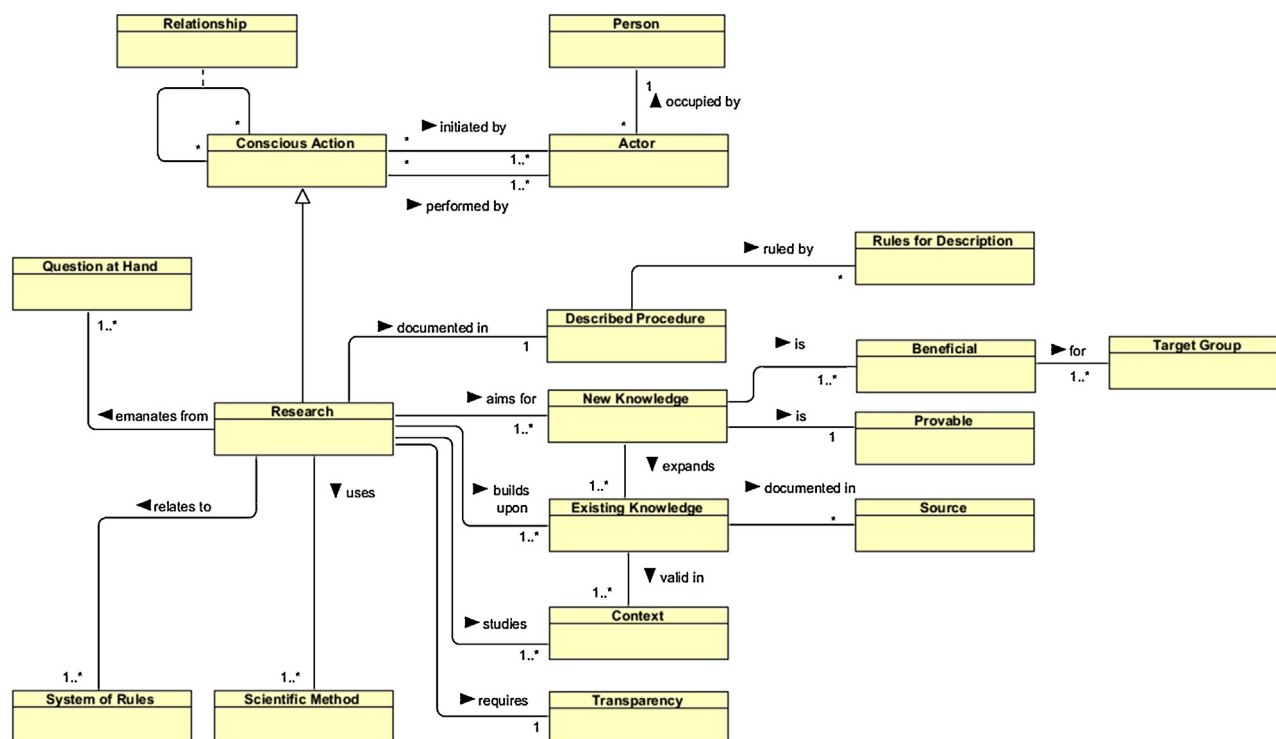 Relationship
Person
1
▲ occupied by
*
*
*
Conscious Action
► initiated by
*
1..*
Actor
*
1..*
► performed by
Question at Hand
1..*
► ruled by
*
Rules for Description
► documented in
1
Described Procedure
► is
1..*
Beneficial
► for
1..*
Target Group
◄ emanates from
Research
► aims for
1..*
New Knowledge
► is
1
Provable
▼ expands
1..*
◄ relates to
▼ uses
► builds
upon
1..*
Existing Knowledge
► documented in
*
Source
▼ valid in
1..*
► studies
1..*
Context
1..*
System of Rules
1..*
Scientific Method
► requires
1
Transparency